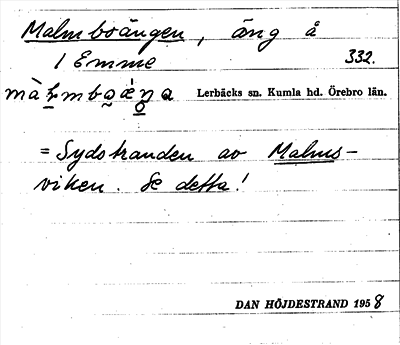 Malmboängen, äng å
1 Emme 332.
Lerbäcks sn. Kumla hd. Örebro län.
= Sydstranden av Malms-
viken. Se detta!
DAN HÖJDESTRAND 1958